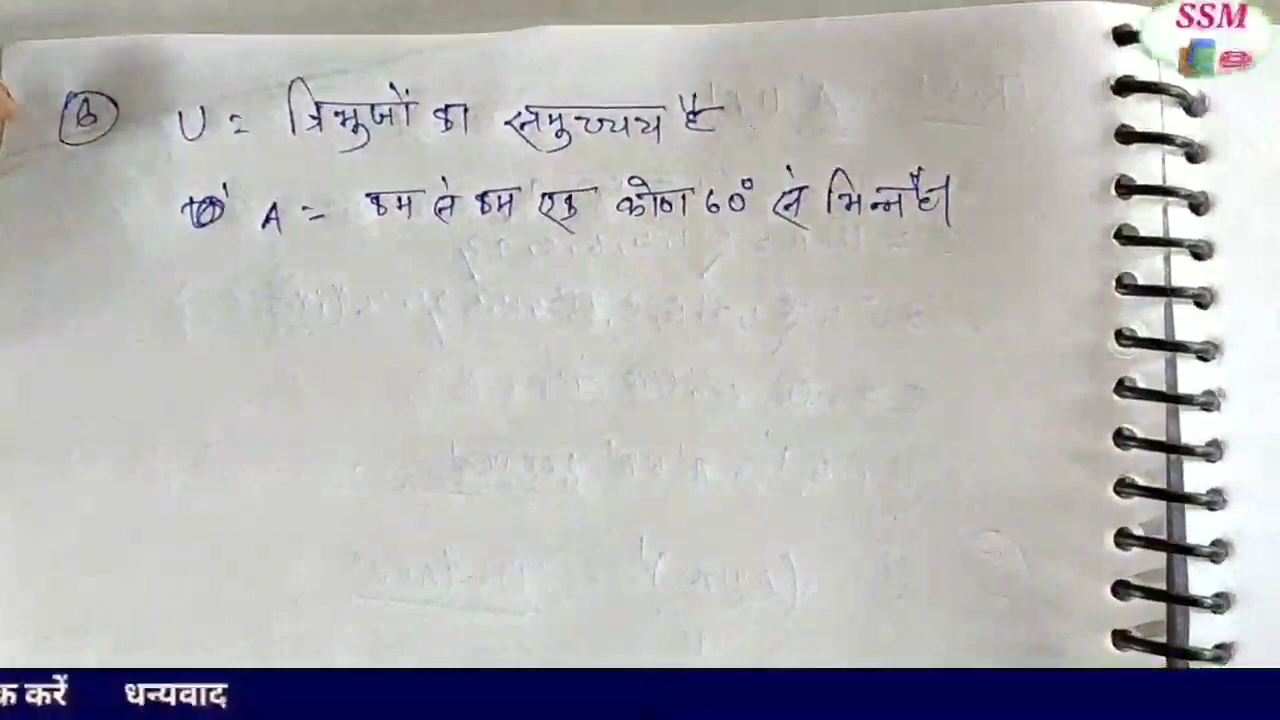 SSM
⑥ U = त्रिभुजों का समुच्चय है
A = कम से कम एक कोण 60° से भिन्न है।
क करें धन्यवाद